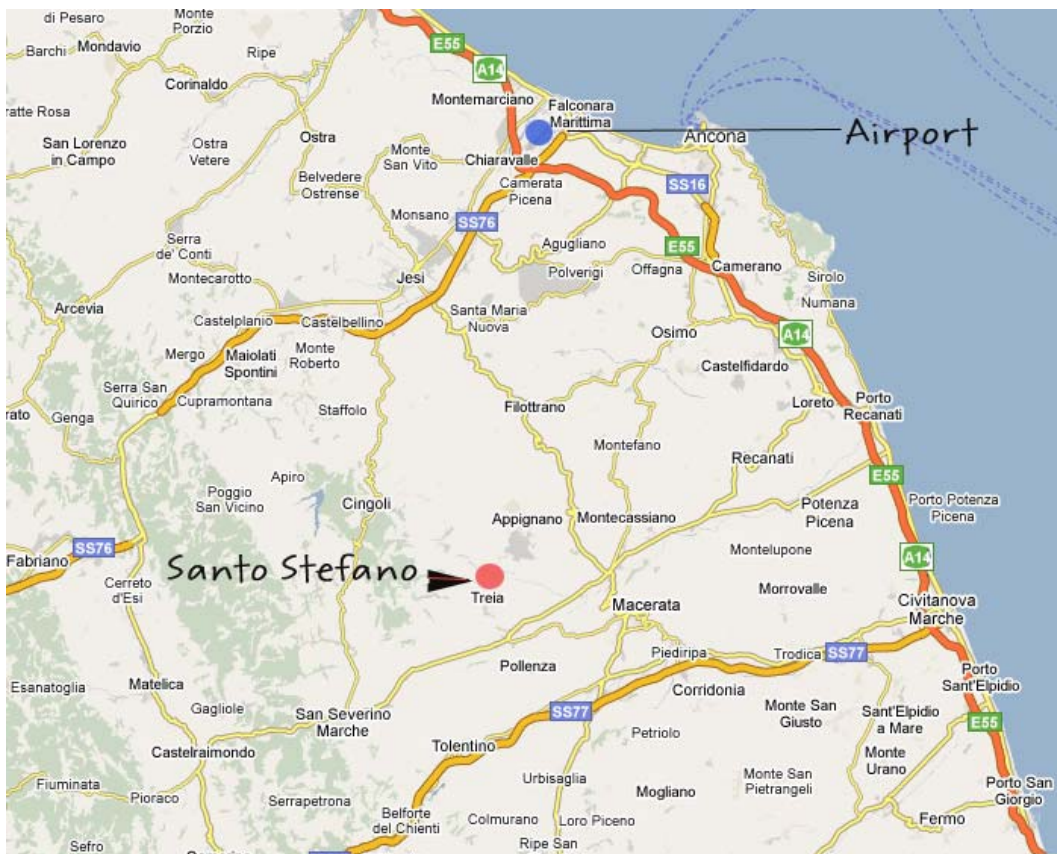 di Pesaro
Monte
Porzio
Barchi
Mondavio
Ripe
E55
A14
Corinaldo
Montemarciano
Falconara
Marittima
Airport
Ancona
San Lorenzo
in Campo
Ostra
Vetere
Ostra
Monte
San Vito
Chiaravalle
Camerata
Picena
SS16
Belvedere
Ostrense
Monsano
SS76
Agugliano
E55
Serra
de' Conti
Montecarotto
Jesi
Polverigi
Offagna
Camerano
Sirolo
Numana
Arcevia
Castelplanio
Castelbellino
Santa Maria
Nuova
Osimo
A14
Mergo
Maiolati
Spontini
Monte
Roberto
Castelfidardo
Serra San
Quirico
Cupramontana
Staffolo
Filottrano
Loreto
Porto
Recanati
rato
Genga
Montefano
Recanati
E55
Apiro
Poggio
San Vicino
Cingoli
Appignano
Montecassiano
Potenza
Picena
Porto Potenza
Picena
Fabriano
SS76
Montelupone
A14
Santo Stefano
Treia
Cerreto
d'Esi
Macerata
Morrovalle
Civitanova
Marche
Piediripa
Trodica
SS77
Pollenza
Porto
Sant'Elpidio
Esanatoglia
Matelica
Gagliole
San Severino
Marche
SS77
Corridonia
Monte San
Giusto
Sant'Elpidio
a Mare
E55
Castelraimondo
Tolentino
Petriolo
Monte
Urano
Fiuminata
Pioraco
Serrapetrona
Urbisaglia
Mogliano
Monte San
Pietrangeli
Porto San
Giorgio
Belforte
del Chienti
Colmurano
Loro Piceno
Fermo
Sefro
Ripe San